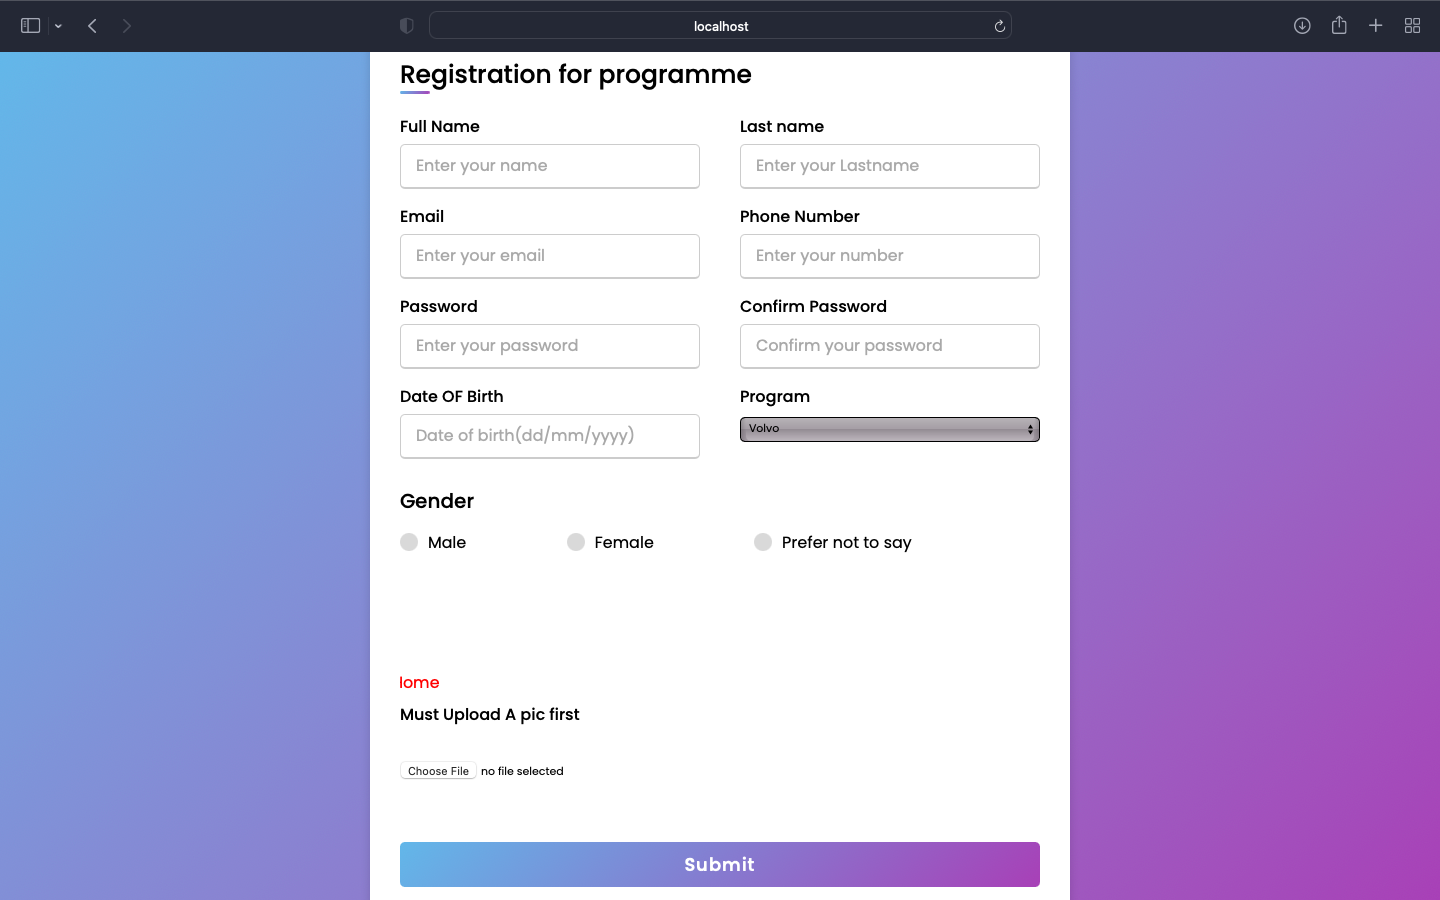 localhost
Registration for programme
Full Name Last name
Enter your name Enter your Lastname
Email Phone Number
Enter your email Enter your number
Password Confirm Password
Enter your password Confirm your password
Date OF Birth Program
Date of birth(dd/mm/yyyy) Volvo
Gender
Male Female Prefer not to say
lome
Must Upload A pic first
Choose File no file selected
Submit